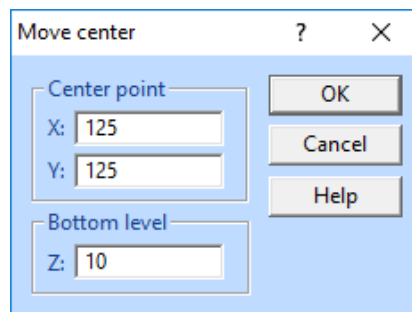 Move center ?
Center point
X: 125
Y: 125
Bottom level
Z: 10
OK
Cancel
Help